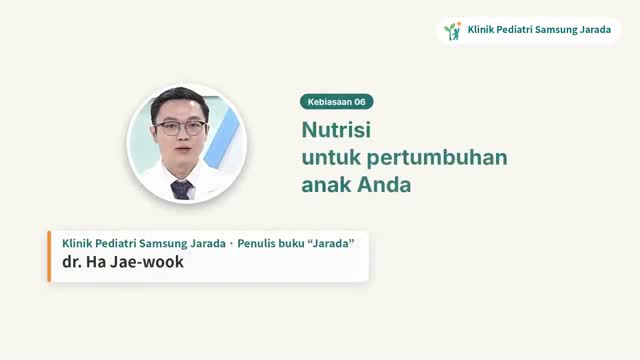 Klinik Pediatri Samsung Jarada
Kebiasaan 06
Nutrisi
untuk pertumbuhan
anak Anda
Klinik Pediatri Samsung Jarada · Penulis buku “Jarada”
dr. Ha Jae-wook